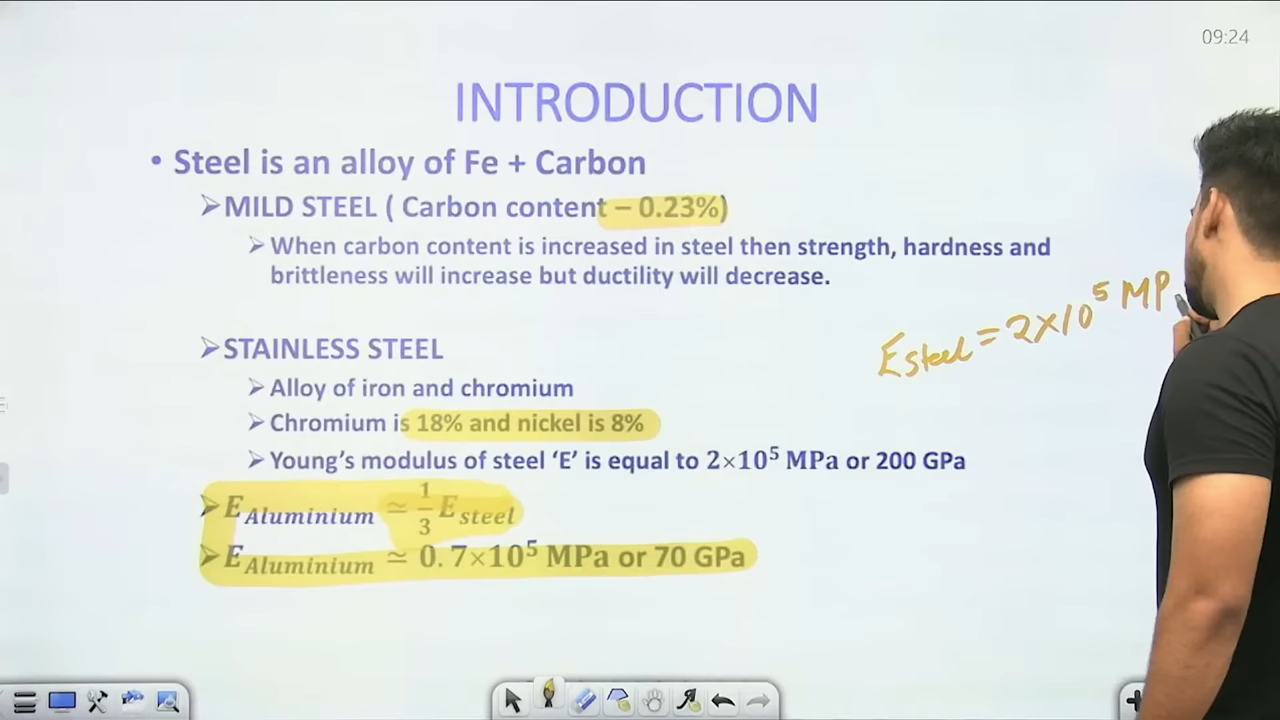 09:24
INTRODUCTION
• Steel is an alloy of Fe + Carbon
➢MILD STEEL ( Carbon content – 0.23%)
➢When carbon content is increased in steel then strength, hardness and
brittleness will increase but ductility will decrease.
Esteel = 2×10⁵ MP
➢STAINLESS STEEL
➢Alloy of iron and chromium
➢Chromium is 18% and nickel is 8%
➢Young's modulus of steel 'E' is equal to 2×10⁵ MPa or 200 GPa
➢E Aluminium ≃ 1/3 E steel
➢E Aluminium ≃ 0.7×10⁵ MPa or 70 GPa